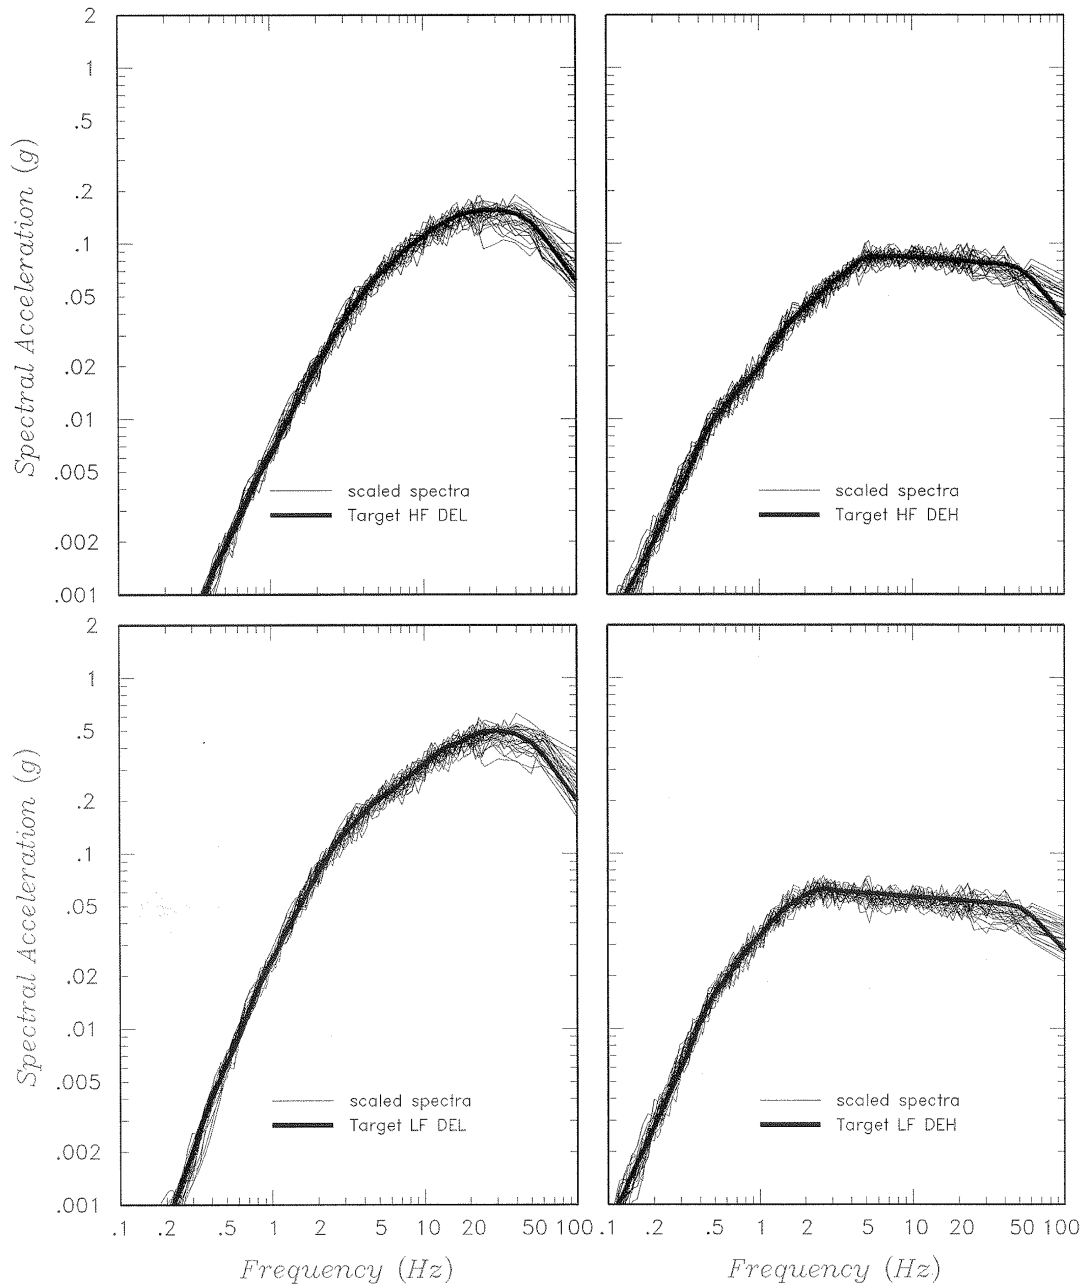 2
1
.5
.2
.1
.05
.02
.01
.005
.002
.001
Spectral Acceleration (g)
scaled spectra
Target HF DEL
scaled spectra
Target HF DEH
2
1
.5
.2
.1
.05
.02
.01
.005
.002
.001
Spectral Acceleration (g)
scaled spectra
Target LF DEL
scaled spectra
Target LF DEH
.1 .5 1 2 5 10 20 50 100
.1 .2 .5 1 2 5 10 20 50 100
Frequency (Hz)
Frequency (Hz)